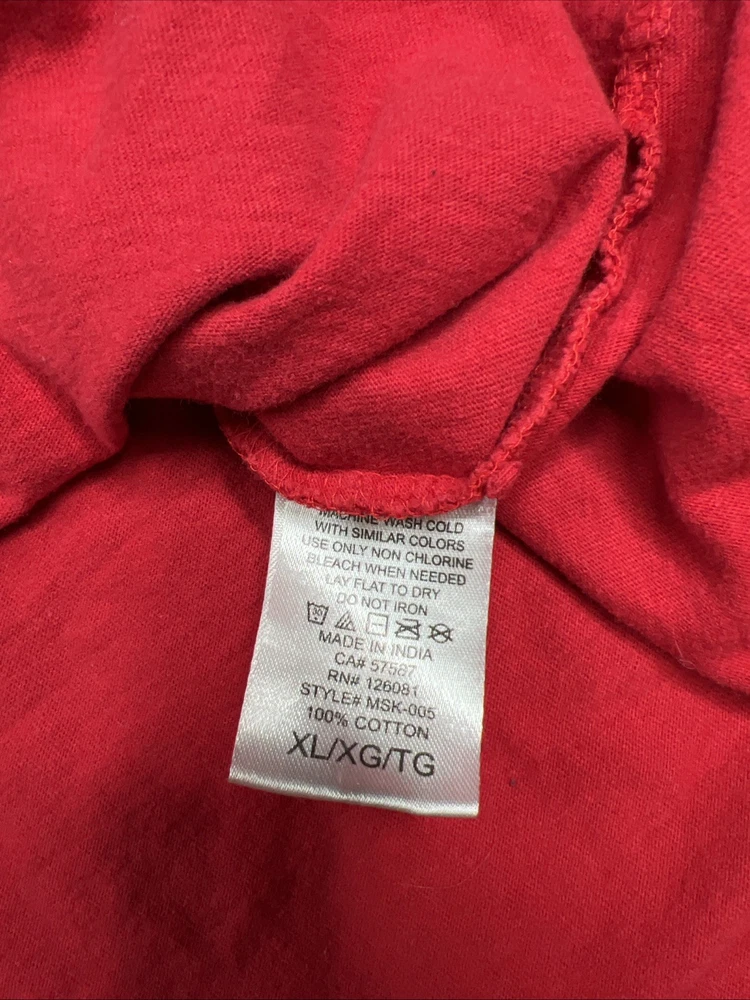 MACHINE WASH COLD
WITH SIMILAR COLORS
USE ONLY NON CHLORINE
BLEACH WHEN NEEDED
LAY FLAT TO DRY
DO NOT IRON
30
MADE IN INDIA
CA# 57587
RN# 126081
STYLE# MSK-005
100% COTTON
XL/XG/TG